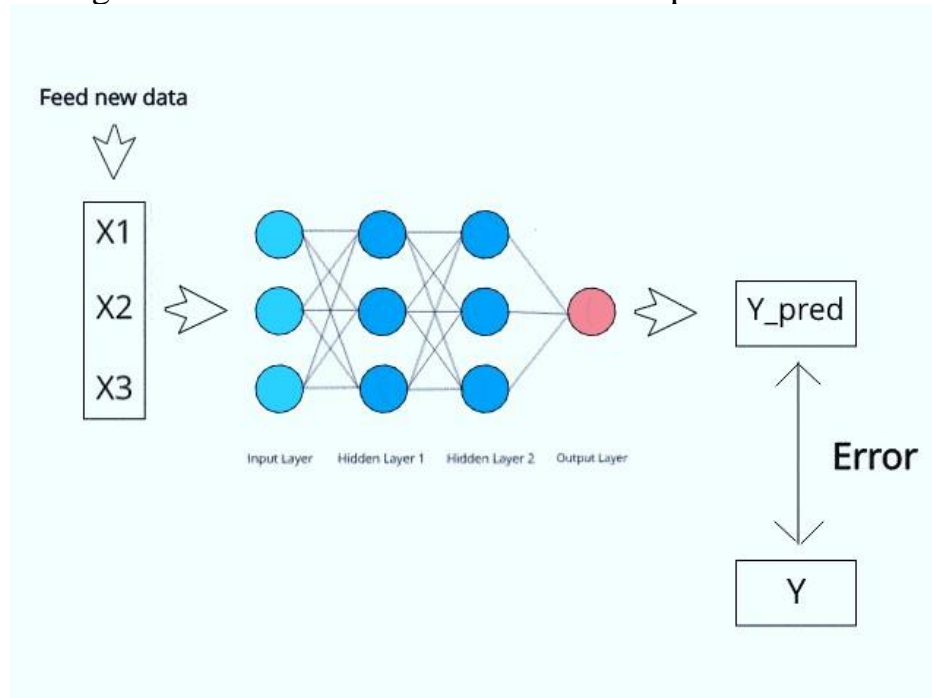 Feed new data
X1
X2
X3
Input Layer
Hidden Layer 1
Hidden Layer 2
Output Layer
Y_pred
Error
Y